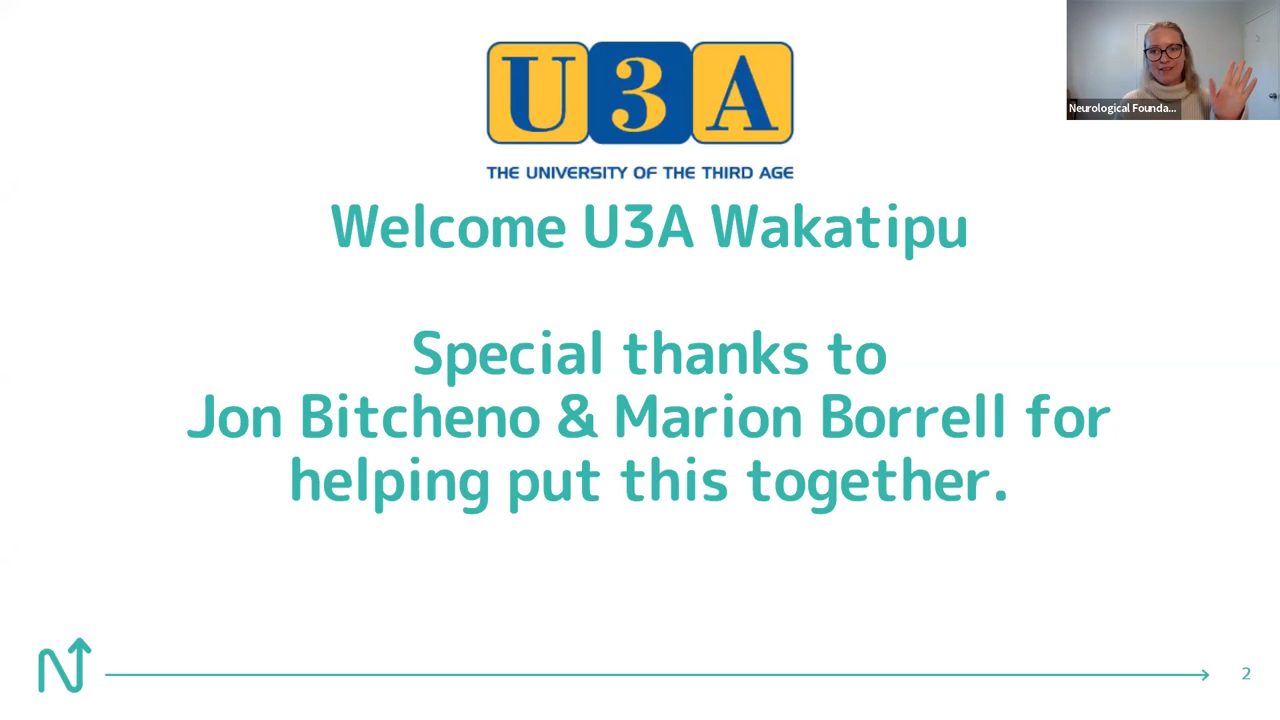 U3A
THE UNIVERSITY OF THE THIRD AGE
Neurological Founda...
Welcome U3A Wakatipu
Special thanks to
Jon Bitcheno & Marion Borrell for
helping put this together.
N
2